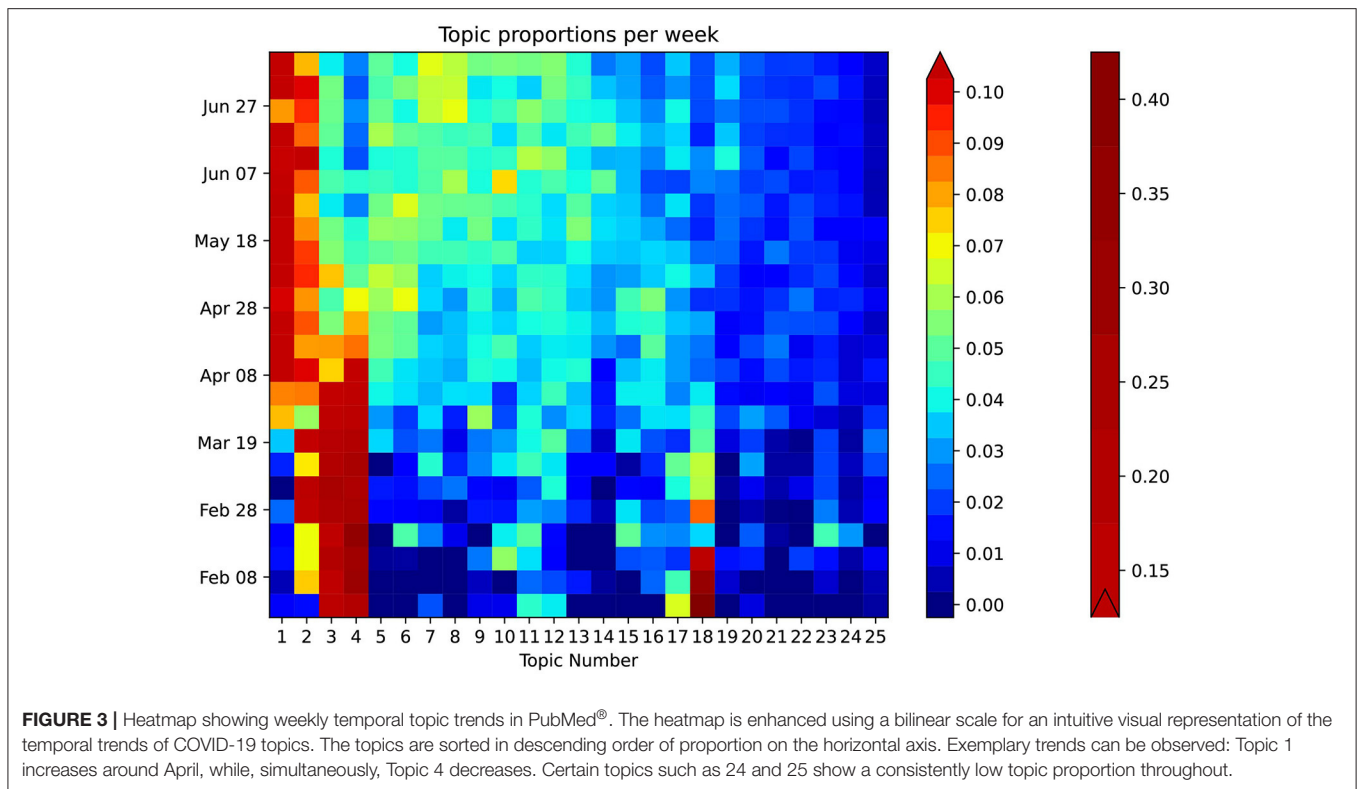 Topic proportions per week
Jun 27
Jun 07
May 18
Apr 28
Apr 08
Mar 19
Feb 28
Feb 08
1 2 3 4 5 6 7 8 9 10 11 12 13 14 15 16 17 18 19 20 21 22 23 24 25
Topic Number
0.10
0.09
0.08
0.07
0.06
0.05
0.04
0.03
0.02
0.01
0.00
0.40
0.35
0.30
0.25
0.20
0.15
FIGURE 3 | Heatmap showing weekly temporal topic trends in PubMed®. The heatmap is enhanced using a bilinear scale for an intuitive visual representation of the
temporal trends of COVID-19 topics. The topics are sorted in descending order of proportion on the horizontal axis. Exemplary trends can be observed: Topic 1
increases around April, while, simultaneously, Topic 4 decreases. Certain topics such as 24 and 25 show a consistently low topic proportion throughout.